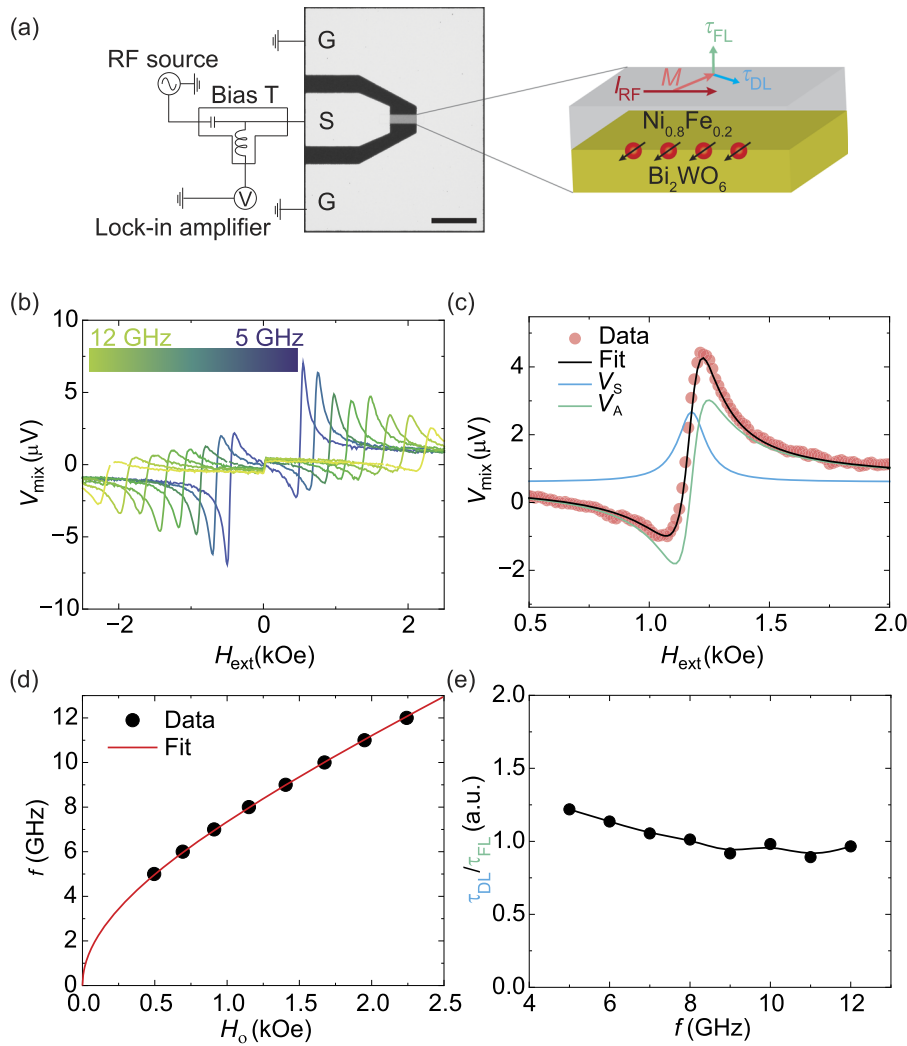 (a)
G
RF source
Bias T
S
V
G
Lock-in amplifier
τFL
M
τDL
IRF
Ni0.8Fe0.2
Bi2WO6
(b)
10
5
0
−5
−10
Vmix (μV)
12 GHz 5 GHz
−2 0 2
Hext(kOe)
(c)
Data
Fit
VS
VA
4
2
0
−2
Vmix (μV)
0.5 1.0 1.5 2.0
Hext(kOe)
(d)
Data
Fit
12
10
8
6
4
2
0
f (GHz)
0.0 0.5 1.0 1.5 2.0 2.5
Ho (kOe)
(e)
2.0
1.5
1.0
0.5
0.0
τDL/τFL (a.u.)
4 6 8 10 12
f (GHz)